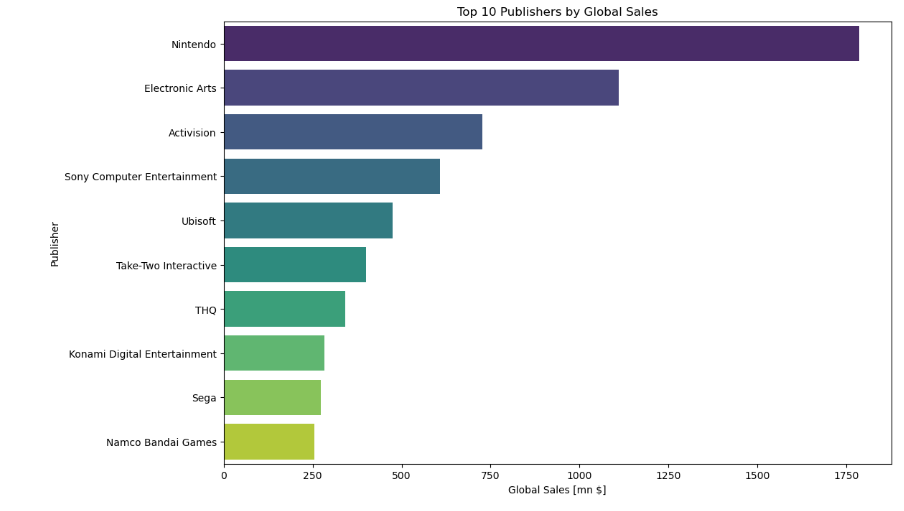 Top 10 Publishers by Global Sales
Publisher
Nintendo
Electronic Arts
Activision
Sony Computer Entertainment
Ubisoft
Take-Two Interactive
THQ
Konami Digital Entertainment
Sega
Namco Bandai Games
0 250 500 750 1000 1250 1500 1750
Global Sales [mn $]